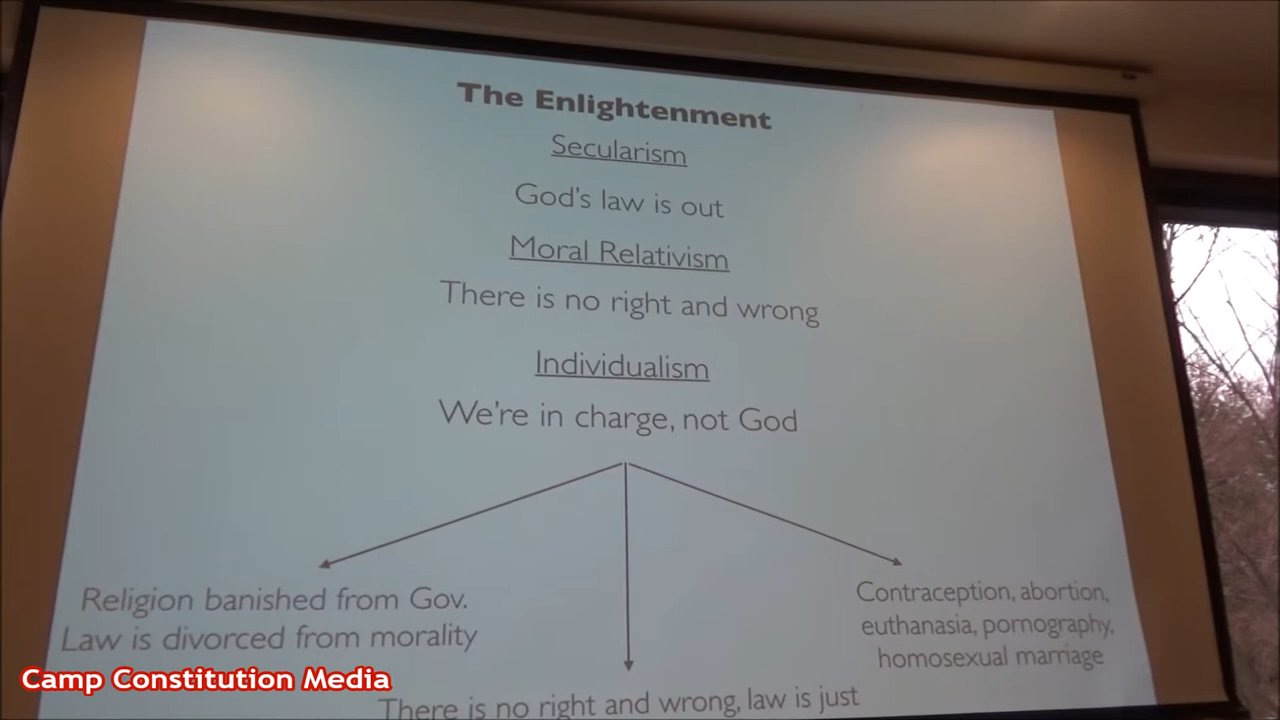 The Enlightenment
Secularism
God's law is out
Moral Relativism
There is no right and wrong
Individualism
We're in charge, not God
Religion banished from Gov.
Law is divorced from morality
Contraception, abortion,
euthanasia, pornography,
homosexual marriage
There is no right and wrong, law is just
Camp Constitution Media